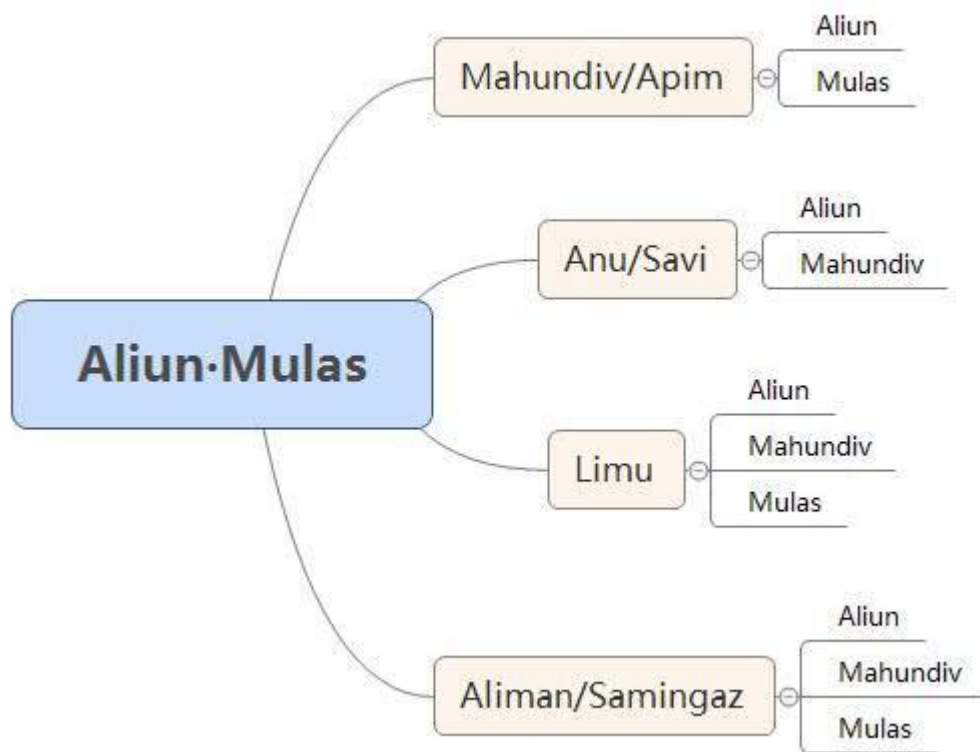 Aliun·Mulas
Mahundiv/Apim
Aliun
Mulas
Anu/Savi
Aliun
Mahundiv
Limu
Aliun
Mahundiv
Mulas
Aliman/Samingaz
Aliun
Mahundiv
Mulas